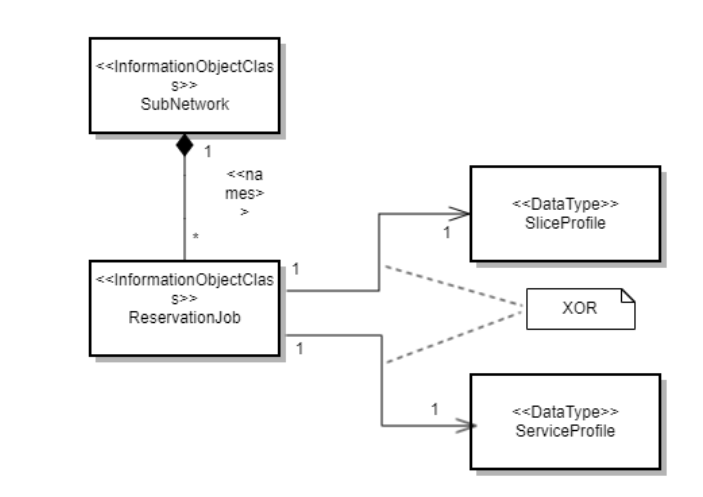 <<InformationObjectClas
s>>
SubNetwork
1
<<na
mes>
>
*
<<DataType>>
SliceProfile
1
<<InformationObjectClas
s>>
ReservationJob
1
XOR
1
1
<<DataType>>
ServiceProfile